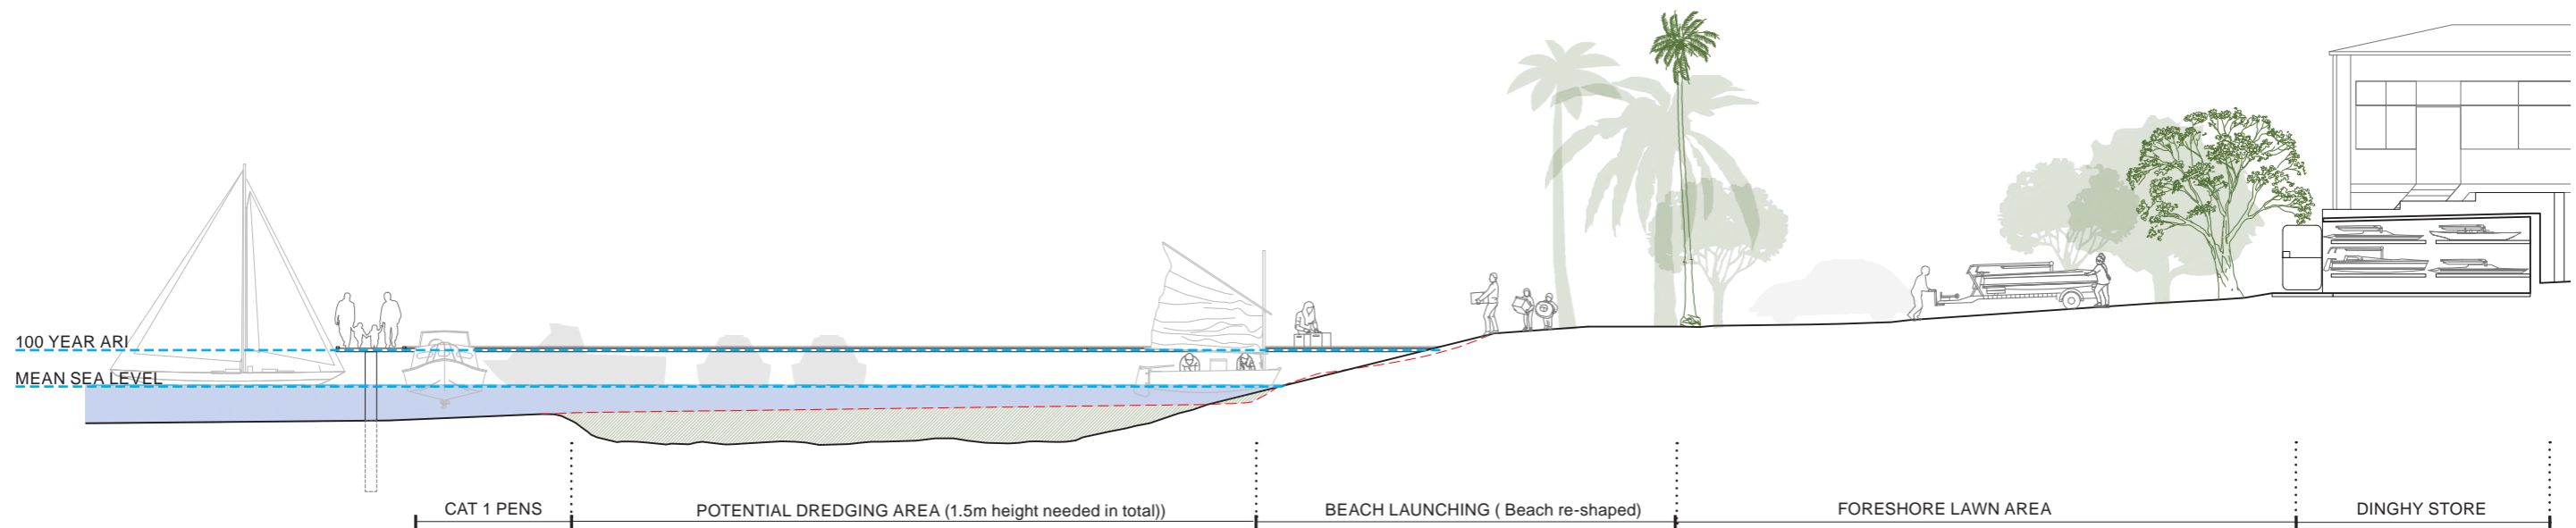 100 YEAR ARI
MEAN SEA LEVEL
CAT 1 PENS
POTENTIAL DREDGING AREA (1.5m height needed in total))
BEACH LAUNCHING ( Beach re-shaped)
FORESHORE LAWN AREA
DINGHY STORE